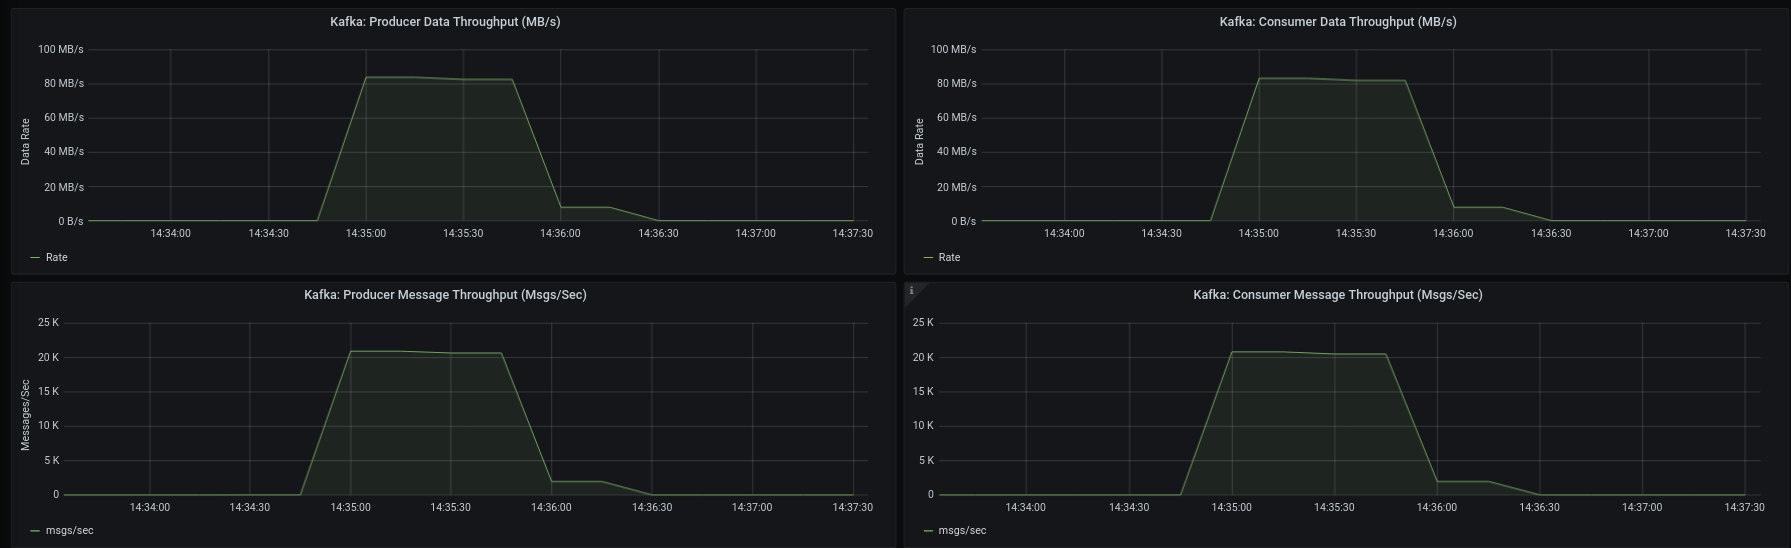 Kafka: Producer Data Throughput (MB/s)
100 MB/s
80 MB/s
60 MB/s
40 MB/s
20 MB/s
0 B/s
Data Rate
14:34:00 14:34:30 14:35:00 14:35:30 14:36:00 14:36:30 14:37:00 14:37:30
Rate
Kafka: Consumer Data Throughput (MB/s)
100 MB/s
80 MB/s
60 MB/s
40 MB/s
20 MB/s
0 B/s
Data Rate
14:34:00 14:34:30 14:35:00 14:35:30 14:36:00 14:36:30 14:37:00 14:37:30
Rate
Kafka: Producer Message Throughput (Msgs/Sec)
25 K
20 K
15 K
10 K
5 K
0
Messages/Sec
14:34:00 14:34:30 14:35:00 14:35:30 14:36:00 14:36:30 14:37:00 14:37:30
msgs/sec
i
Kafka: Consumer Message Throughput (Msgs/Sec)
25 K
20 K
15 K
10 K
5 K
0
14:34:00 14:34:30 14:35:00 14:35:30 14:36:00 14:36:30 14:37:00 14:37:30
msgs/sec